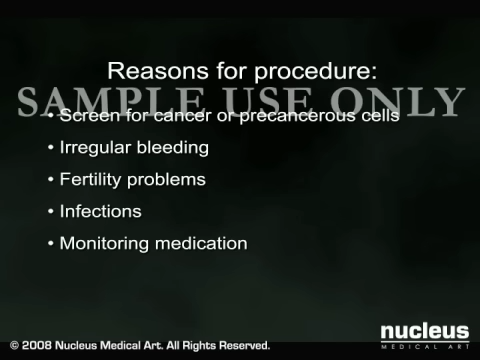 Reasons for procedure:
SAMPLE USE ONLY
• Screen for cancer or precancerous cells
• Irregular bleeding
• Fertility problems
• Infections
• Monitoring medication
nucleus
MEDICAL ART
© 2008 Nucleus Medical Art. All Rights Reserved.